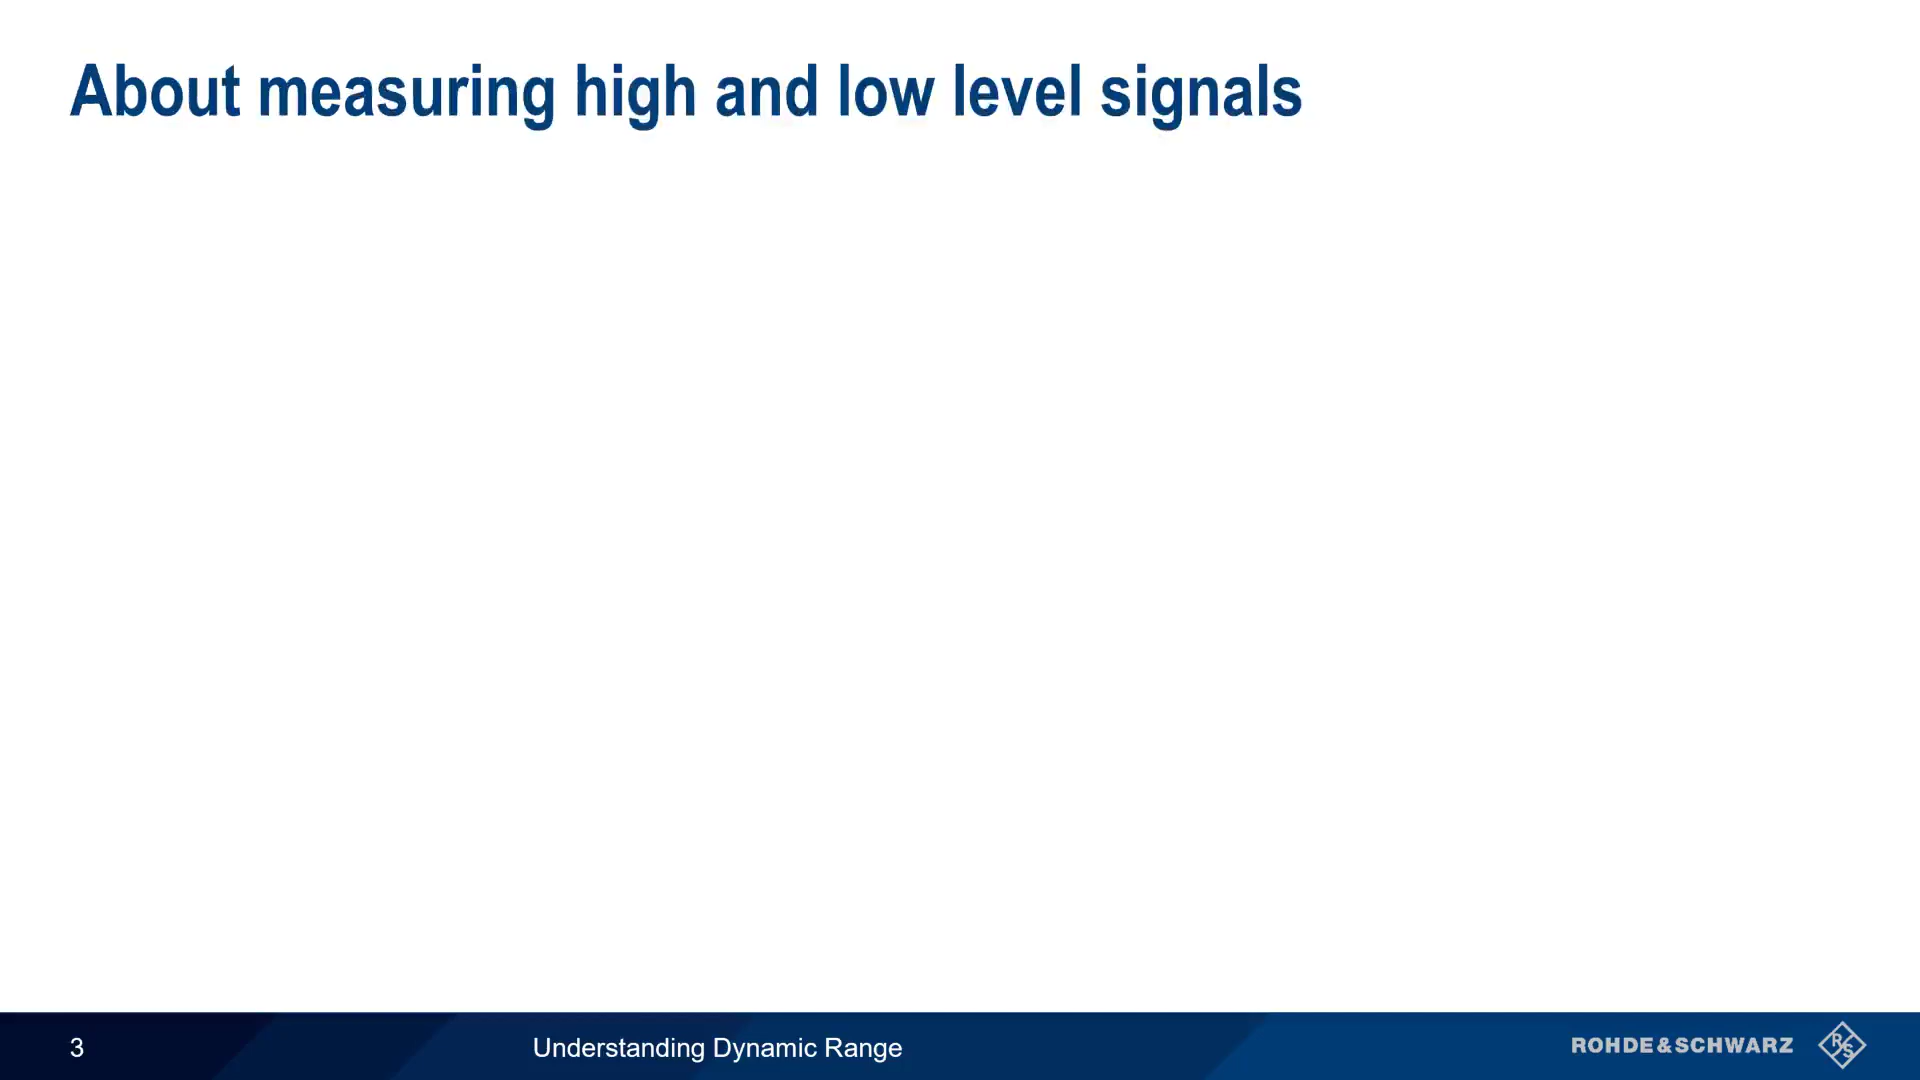 About measuring high and low level signals
3
Understanding Dynamic Range
ROHDE&SCHWARZ
R
S